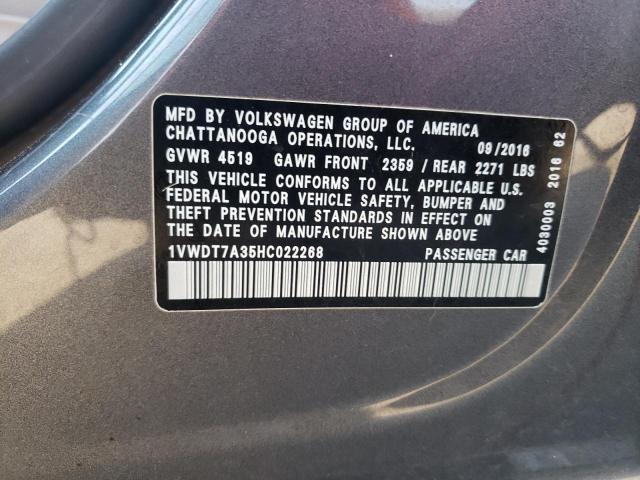 MFD BY VOLKSWAGEN GROUP OF AMERICA
CHATTANOOGA OPERATIONS, LLC. 09/2016
GVWR 4519 GAWR FRONT 2359 / REAR 2271 LBS
THIS VEHICLE CONFORMS TO ALL APPLICABLE U.S.
FEDERAL MOTOR VEHICLE SAFETY, BUMPER AND
THEFT PREVENTION STANDARDS IN EFFECT ON
THE DATE OF MANUFACTURE SHOWN ABOVE
1VWDT7A35HC022268 PASSENGER CAR
4030003 2016 62